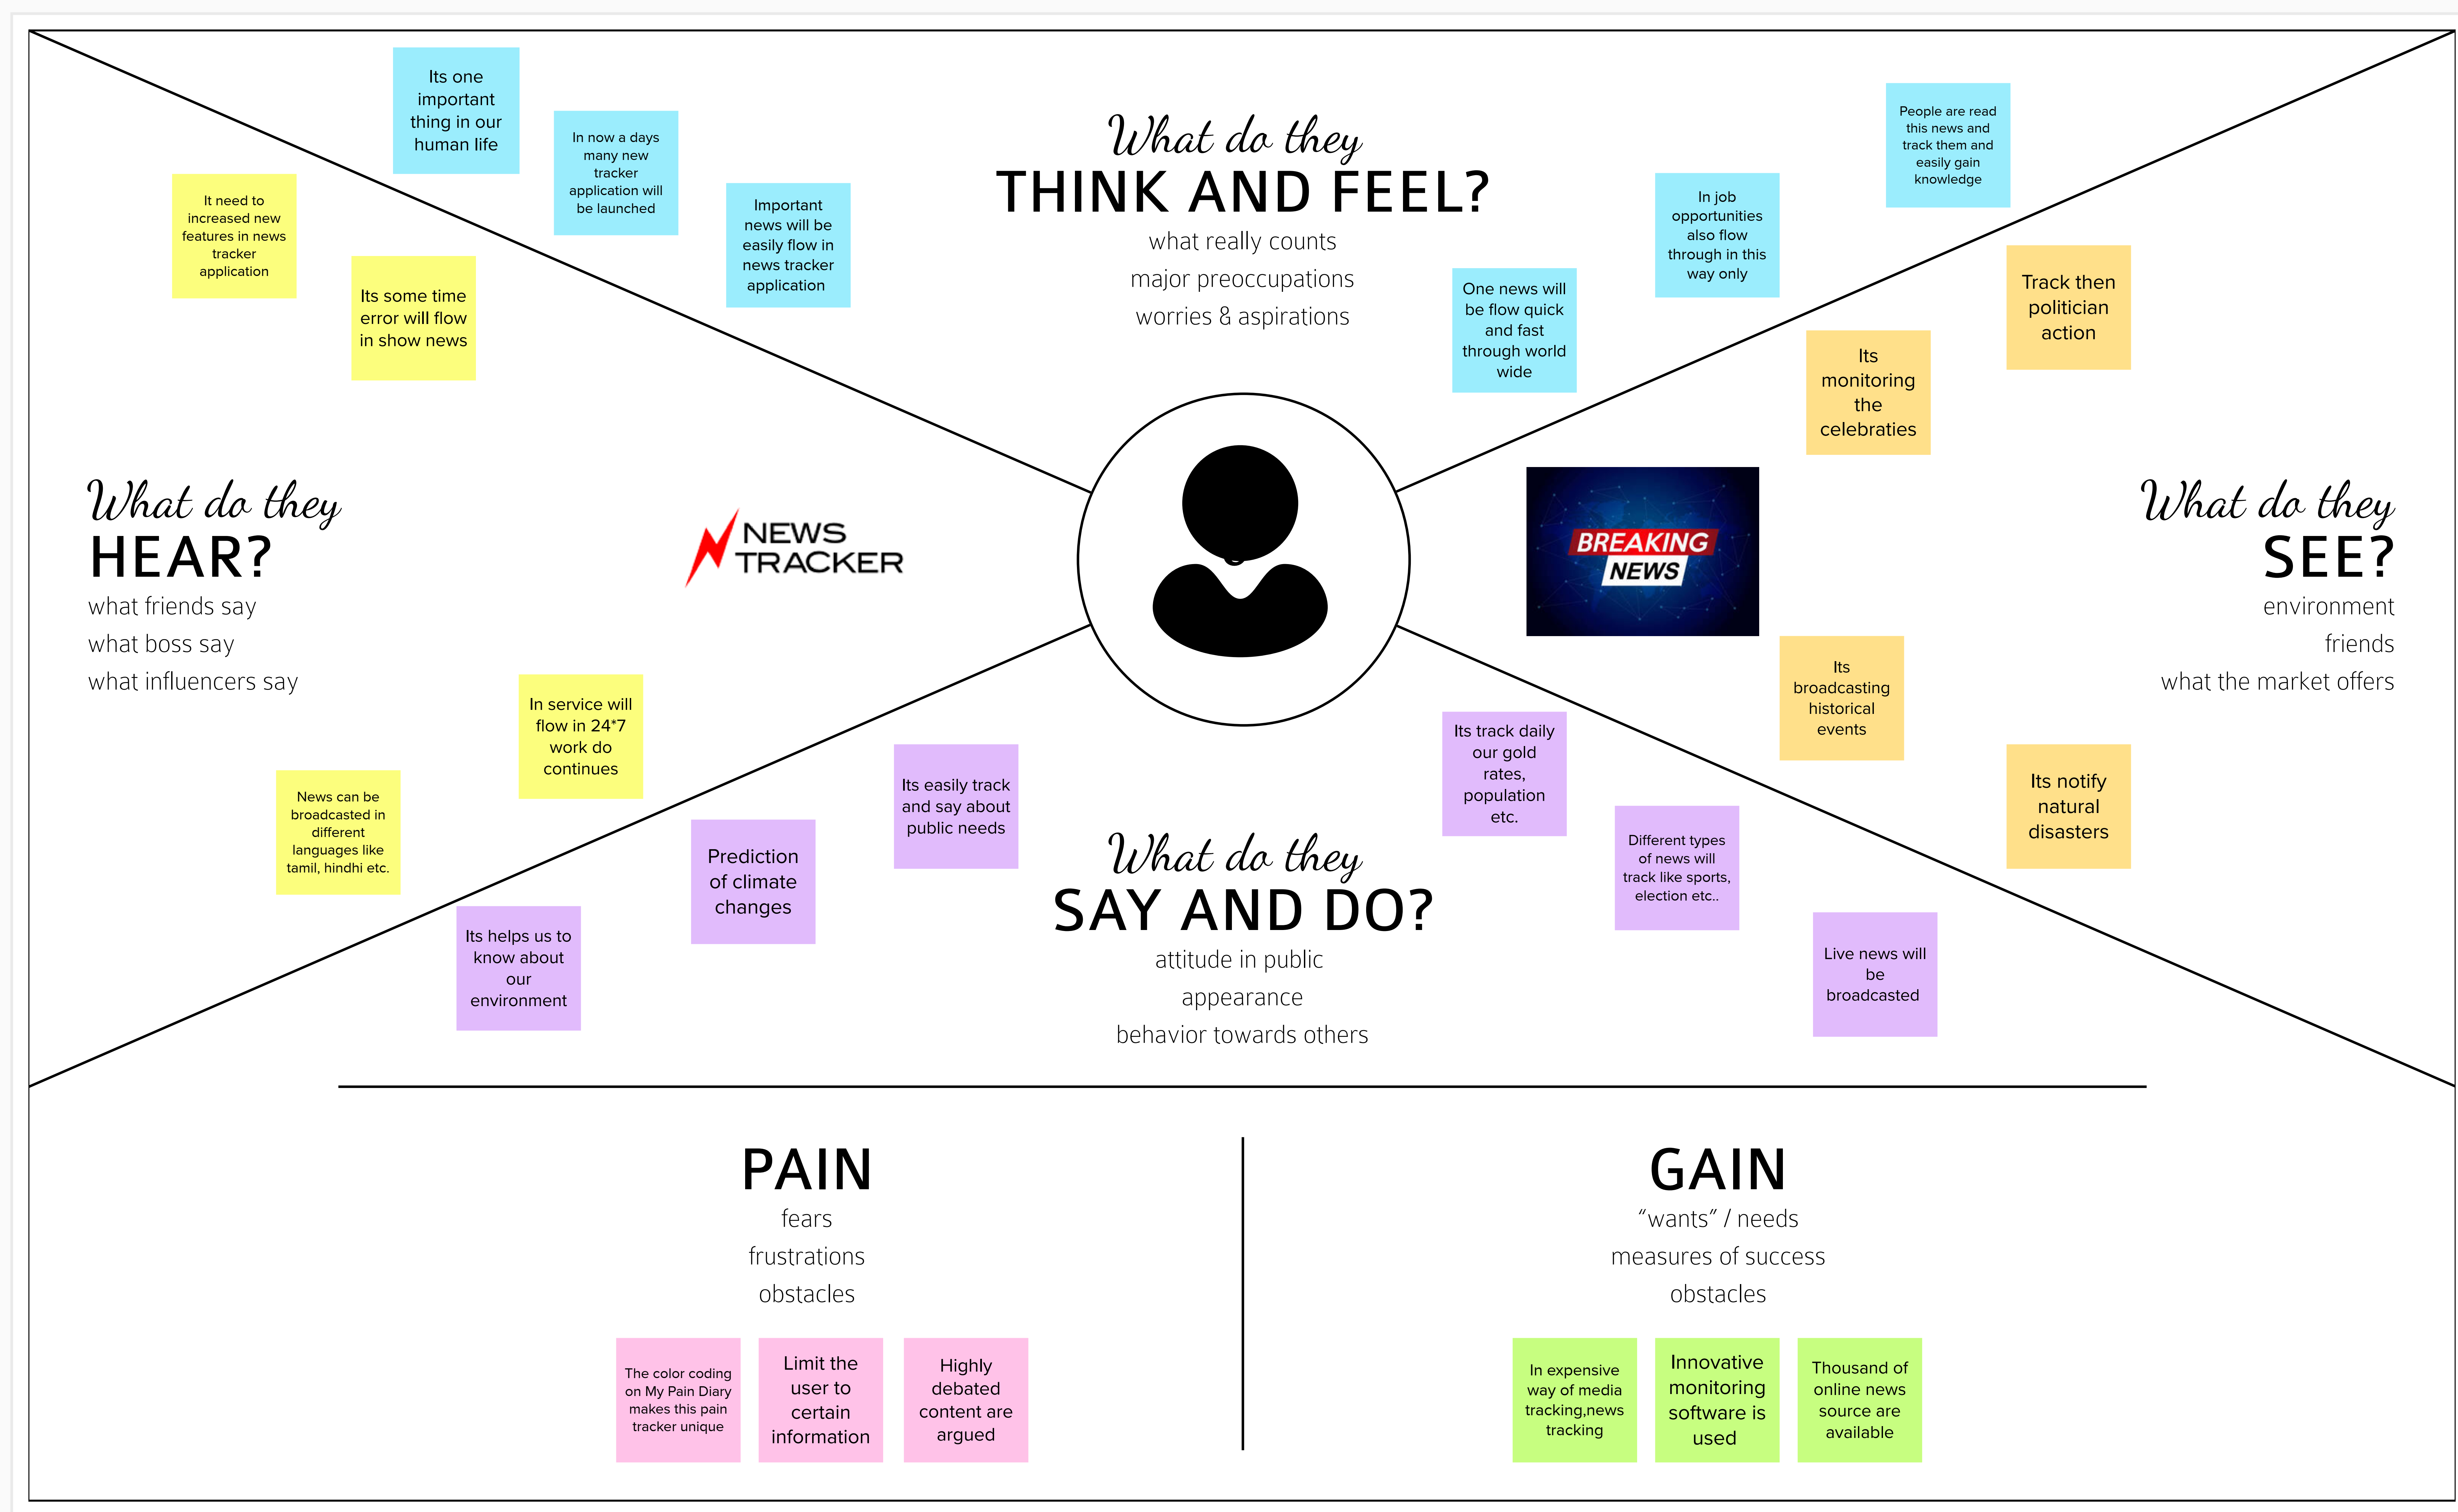 Its one
important
thing in our
human life
In now a days
many new
tracker
application will
be launched
Important
news will be
easily flow in
news tracker
application
What do they
THINK AND FEEL?
what really counts
major preoccupations
worries & aspirations
One news will
be flow quick
and fast
through world
wide
In job
opportunities
also flow
through in this
way only
People are read
this news and
track them and
easily gain
knowledge
It need to
increased new
features in news
tracker
application
Its some time
error will flow
in show news
What do they
HEAR?
what friends say
what boss say
what influencers say
NEWS
TRACKER
In service will
flow in 24*7
work do
continues
News can be
broadcasted in
different
languages like
tamil, hindhi etc.
Track then
politician
action
Its
monitoring
the
celebraties
BREAKING
NEWS
What do they
SEE?
environment
friends
what the market offers
Its
broadcasting
historical
events
Its notify
natural
disasters
Its helps us to
know about
our
environment
Prediction
of climate
changes
Its easily track
and say about
public needs
What do they
SAY AND DO?
attitude in public
appearance
behavior towards others
Its track daily
our gold
rates,
population
etc.
Different types
of news will
track like sports,
election etc..
Live news will
be
broadcasted
PAIN
fears
frustrations
obstacles
The color coding
on My Pain Diary
makes this pain
tracker unique
Limit the
user to
certain
information
Highly
debated
content are
argued
GAIN
“wants” / needs
measures of success
obstacles
In expensive
way of media
tracking,news
tracking
Innovative
monitoring
software is
used
Thousand of
online news
source are
available